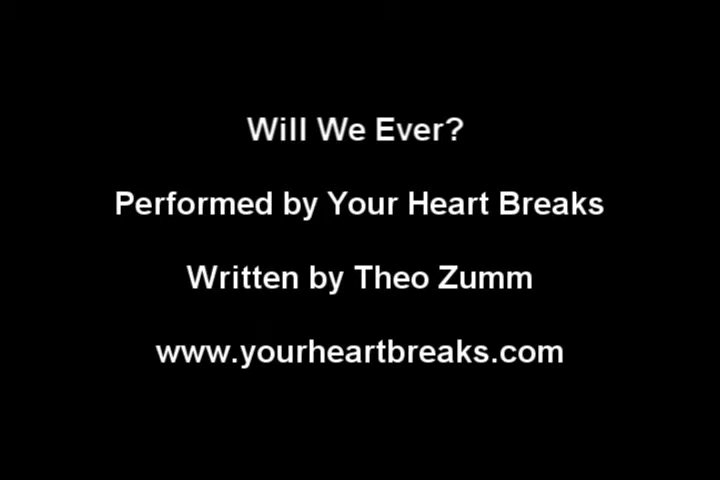 Will We Ever?
Performed by Your Heart Breaks
Written by Theo Zumm
www.yourheartbreaks.com